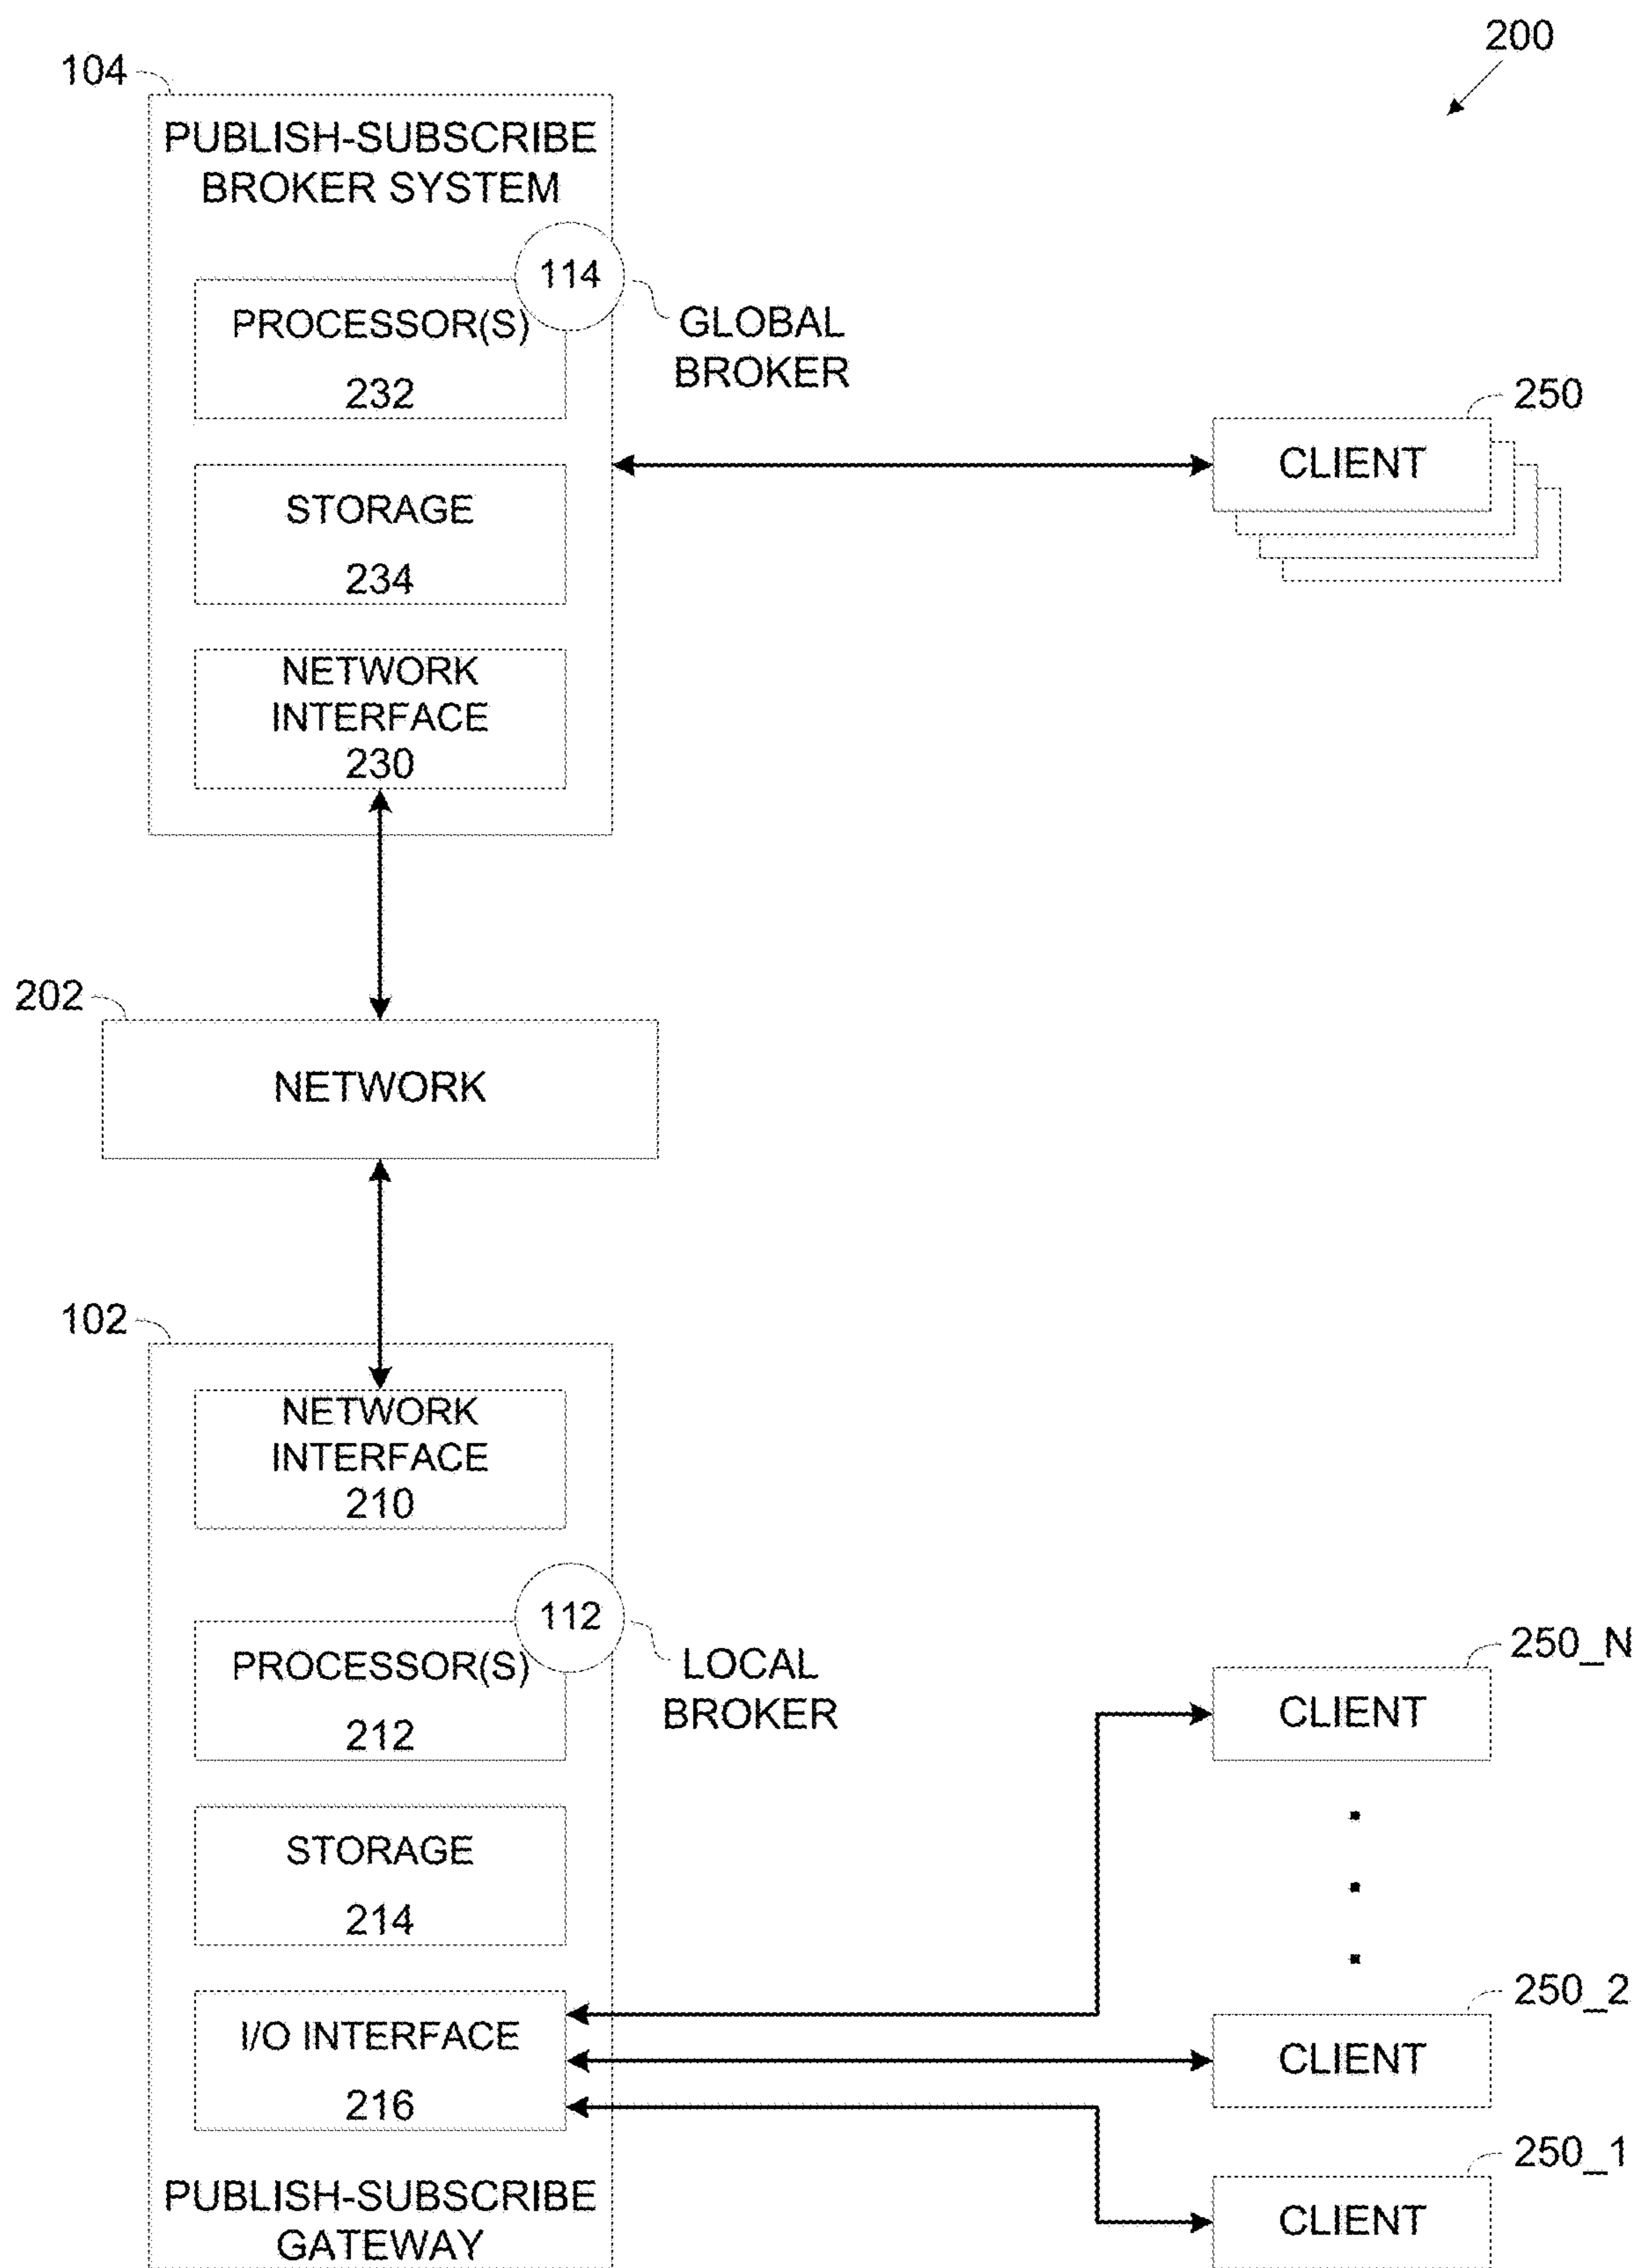 200
104
PUBLISH-SUBSCRIBE
BROKER SYSTEM
114
PROCESSOR(S)
232
GLOBAL
BROKER
250
CLIENT
STORAGE
234
NETWORK
INTERFACE
230
202
NETWORK
102
NETWORK
INTERFACE
210
112
PROCESSOR(S)
212
LOCAL
BROKER
250_N
CLIENT
STORAGE
214
250_2
I/O INTERFACE
216
CLIENT
250_1
PUBLISH-SUBSCRIBE
GATEWAY
CLIENT